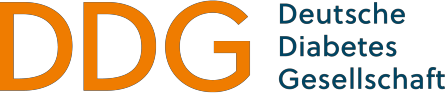 DDG
Deutsche
Diabetes
Gesellschaft